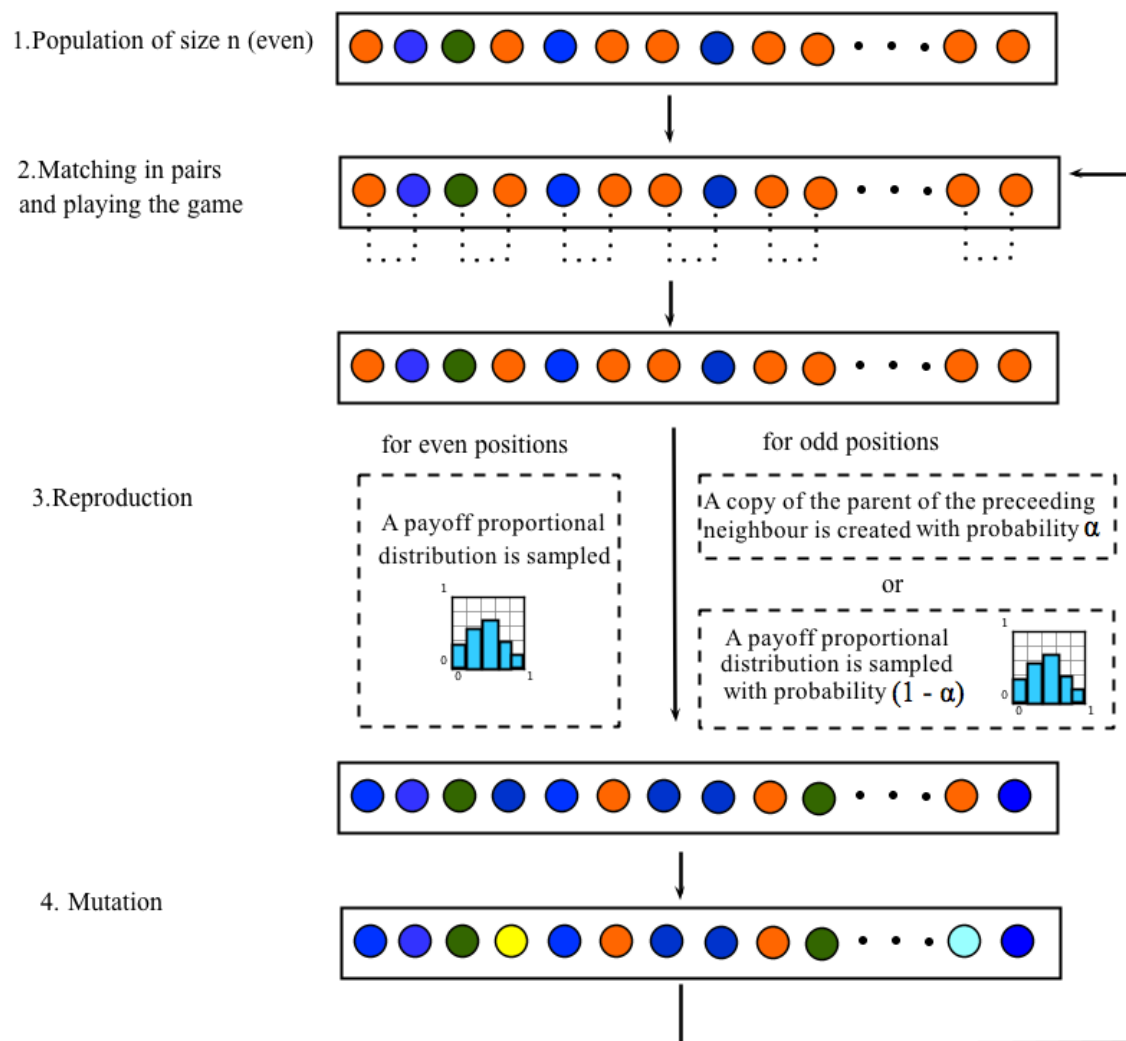 1.Population of size n (even)
2.Matching in pairs
and playing the game
for even positions
for odd positions
3.Reproduction
A payoff proportional
distribution is sampled
1
0
0
1
A copy of the parent of the preceeding
neighbour is created with probability α
or
A payoff proportional
distribution is sampled
with probability (1 - α)
1
0
0
1
4. Mutation